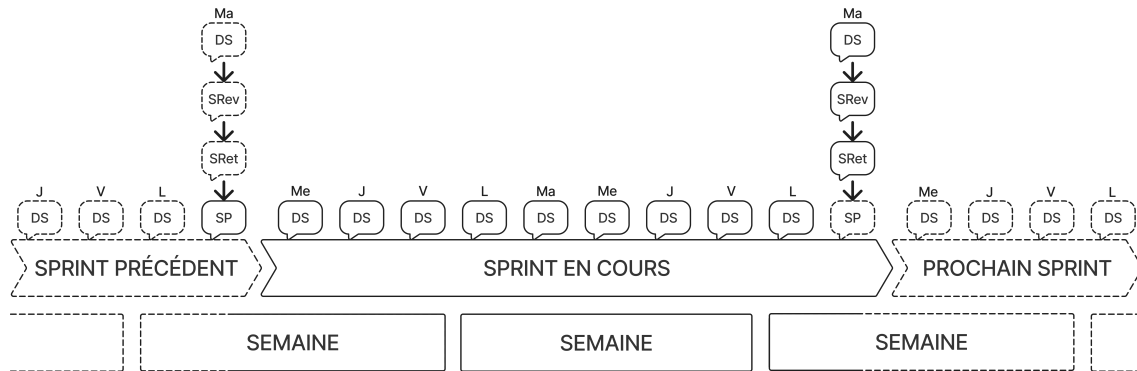 Ma Ma
DS DS
SRev SRev
SRet SRet
J V L Me J V L Ma Me J V L Me J V L
DS DS DS SP DS DS DS DS DS DS DS DS DS SP DS DS DS DS
SPRINT PRÉCÉDENT SPRINT EN COURS PROCHAIN SPRINT
SEMAINE SEMAINE SEMAINE